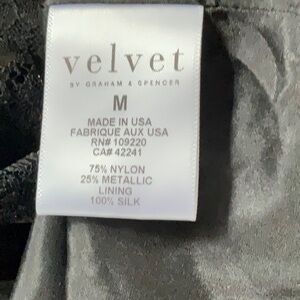 velvet
BY GRAHAM & SPENCER
M
MADE IN USA
FABRIQUE AUX USA
RN# 109220
CA# 42241
75% NYLON
25% METALLIC
LINING
100% SILK